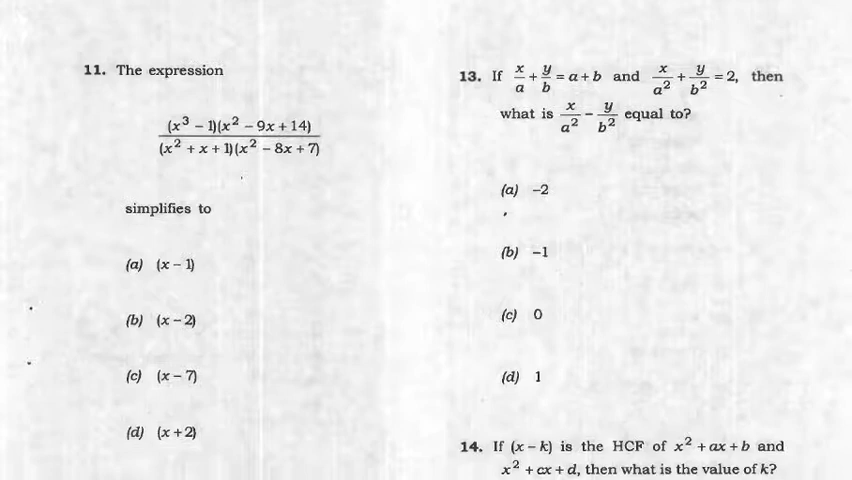 11. The expression
(x³ – 1)(x² – 9x + 14)
(x² + x + 1)(x² – 8x + 7)
simplifies to
(a) (x – 1)
(b) (x – 2)
(c) (x – 7)
(d) (x + 2)
13. If x/a + y/b = a + b and x/a² + y/b² = 2, then
what is x/a² – y/b² equal to?
(a) –2
(b) –1
(c) 0
(d) 1
14. If (x – k) is the HCF of x² + ax + b and
x² + cx + d, then what is the value of k?